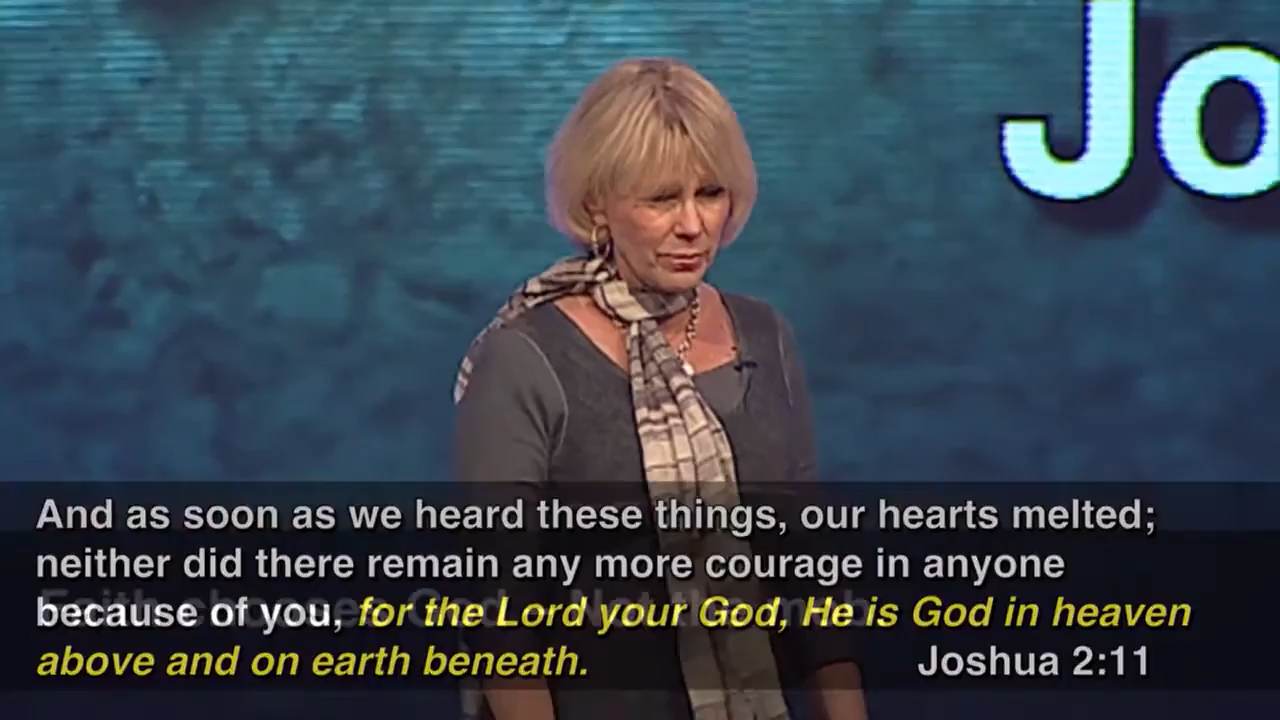 Jo
And as soon as we heard these things, our hearts melted;
neither did there remain any more courage in anyone
because of you, for the Lord your God, He is God in heaven
above and on earth beneath. Joshua 2:11